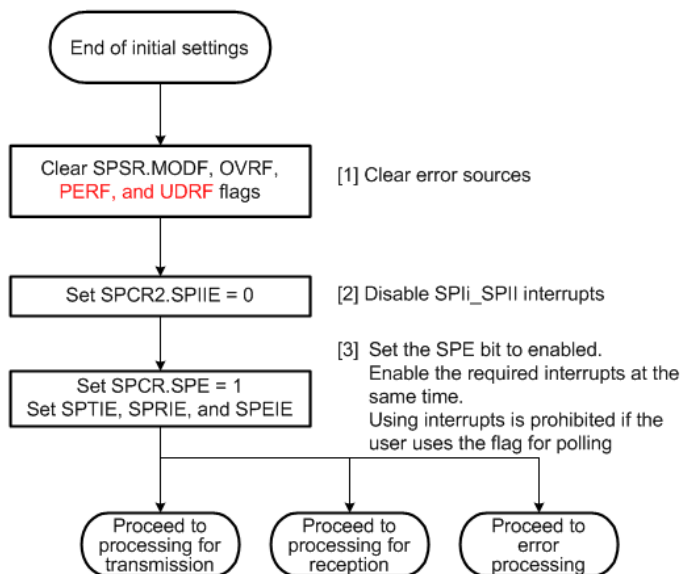 End of initial settings
Clear SPSR.MODF, OVRF,
PERF, and UDRF flags
[1] Clear error sources
Set SPCR2.SPIIE = 0
[2] Disable SPIi_SPII interrupts
Set SPCR.SPE = 1
Set SPTIE, SPRIE, and SPEIE
[3] Set the SPE bit to enabled.
Enable the required interrupts at the
same time.
Using interrupts is prohibited if the
user uses the flag for polling
Proceed to
processing for
transmission
Proceed to
processing for
reception
Proceed to
error
processing